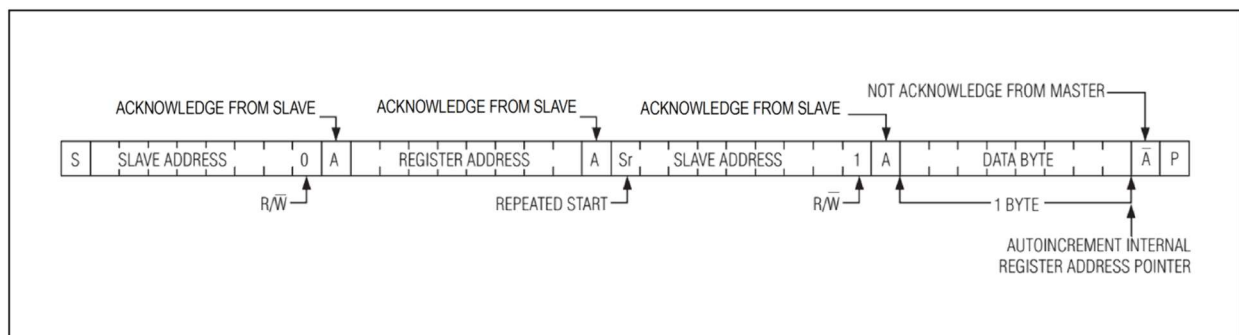 NOT ACKNOWLEDGE FROM MASTER
ACKNOWLEDGE FROM SLAVE ACKNOWLEDGE FROM SLAVE ACKNOWLEDGE FROM SLAVE
S SLAVE ADDRESS 0 A REGISTER ADDRESS A Sr SLAVE ADDRESS 1 A DATA BYTE A̅ P
R/W̅ REPEATED START R/W̅ 1 BYTE
AUTOINCREMENT INTERNAL
REGISTER ADDRESS POINTER